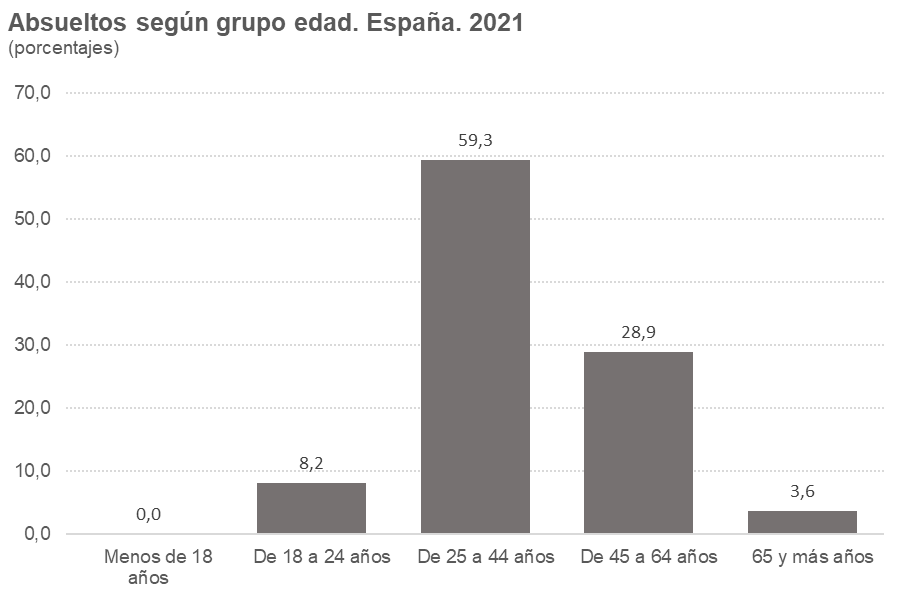 Absueltos según grupo edad. España. 2021
(porcentajes)
70,0
60,0
50,0
40,0
30,0
20,0
10,0
0,0
0,0
8,2
59,3
28,9
3,6
Menos de 18
años
De 18 a 24 años
De 25 a 44 años
De 45 a 64 años
65 y más años